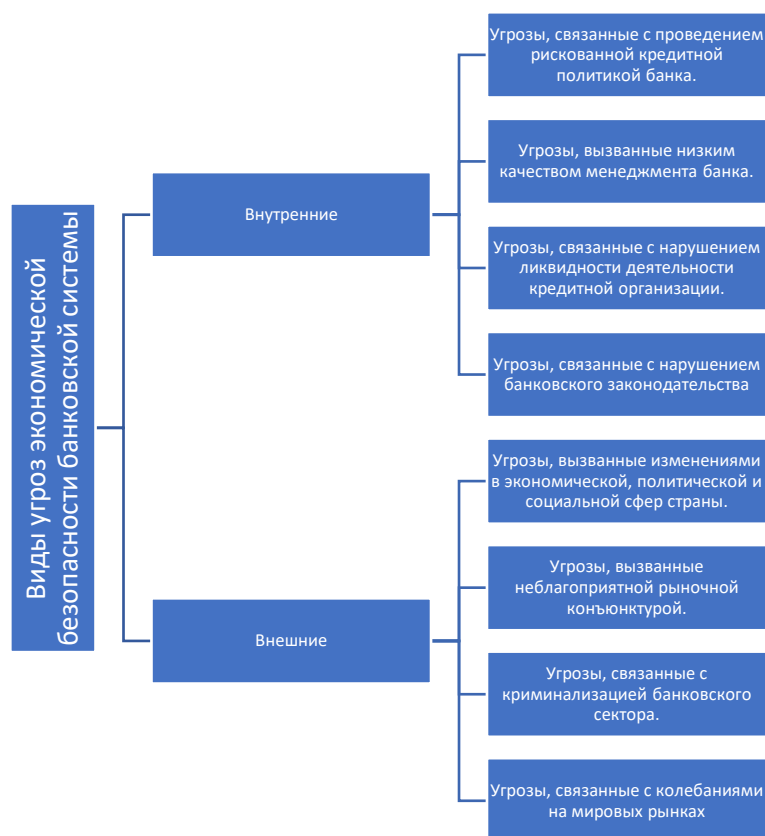 Виды угроз экономической
безопасности банковской системы
Внутренние
Угрозы, связанные с проведением
рискованной кредитной
политикой банка.
Угрозы, вызванные низким
качеством менеджмента банка.
Угрозы, связанные с нарушением
ликвидности деятельности
кредитной организации.
Угрозы, связанные с нарушением
банковского законодательства
Внешние
Угрозы, вызванные изменениями
в экономической, политической и
социальной сфер страны.
Угрозы, вызванные
неблагоприятной рыночной
конъюнктурой.
Угрозы, связанные с
криминализацией банковского
сектора.
Угрозы, связанные с колебаниями
на мировых рынках